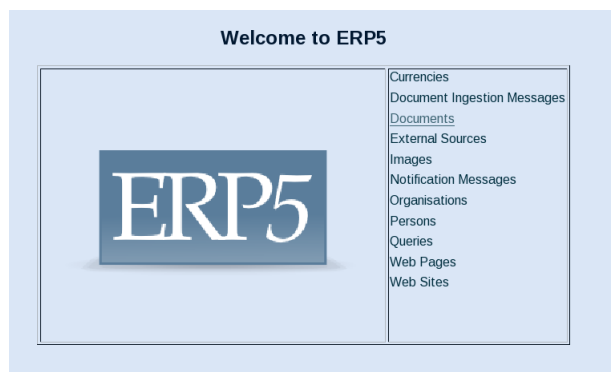 Welcome to ERP5
ERP5
Currencies
Document Ingestion Messages
Documents
External Sources
Images
Notification Messages
Organisations
Persons
Queries
Web Pages
Web Sites